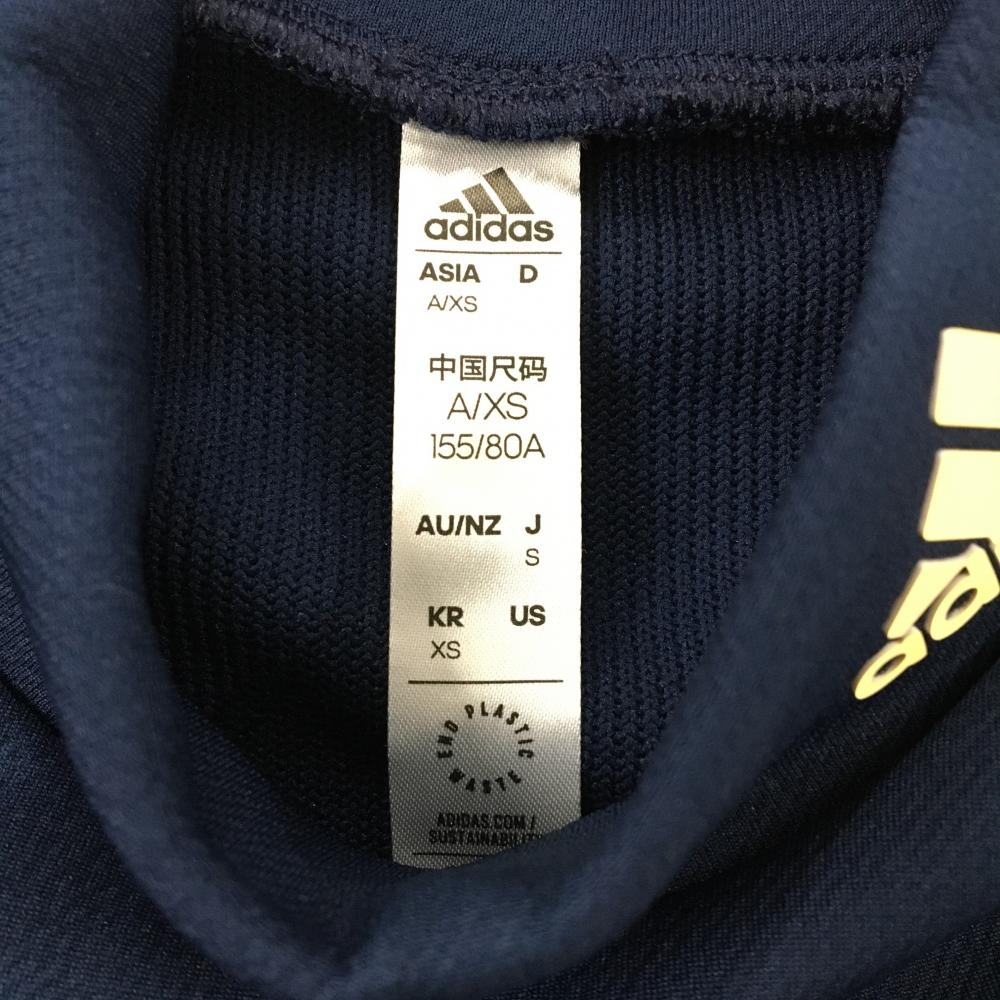 adidas
ASIA D
A/XS
中国尺码
A/XS
155/80A
AU/NZ J
S
KR US
XS
END PLASTIC WASTE
ADIDAS.COM/
SUSTAINABILITY